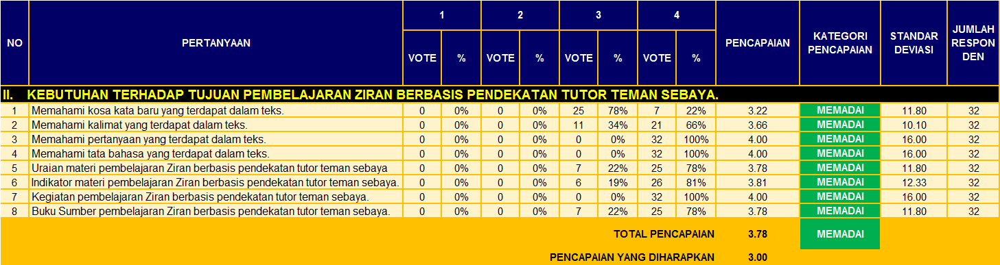 NO PERTANYAAN 1 2 3 4 PENCAPAIAN KATEGORI PENCAPAIAN STANDAR DEVIASI JUMLAH RESPON DEN
VOTE % VOTE % VOTE % VOTE %
II. KEBUTUHAN TERHADAP TUJUAN PEMBELAJARAN ZIRAN BERBASIS PENDEKATAN TUTOR TEMAN SEBAYA.
1 Memahami kosa kata baru yang terdapat dalam teks. 0 0% 0 0% 25 78% 7 22% 3.22 MEMADAI 11.80 32
2 Memahami kalimat yang terdapat dalam teks. 0 0% 0 0% 11 34% 21 66% 3.66 MEMADAI 10.10 32
3 Memahami pertanyaan yang terdapat dalam teks. 0 0% 0 0% 0 0% 32 100% 4.00 MEMADAI 16.00 32
4 Memahami tata bahasa yang terdapat dalam teks. 0 0% 0 0% 0 0% 32 100% 4.00 MEMADAI 16.00 32
5 Uraian materi pembelajaran Ziran berbasis pendekatan tutor teman sebaya 0 0% 0 0% 7 22% 25 78% 3.78 MEMADAI 11.80 32
6 Indikator materi pembelajaran Ziran berbasis pendekatan tutor teman sebaya. 0 0% 0 0% 6 19% 26 81% 3.81 MEMADAI 12.33 32
7 Kegiatan pembelajaran Ziran berbasis pendekatan tutor teman sebaya. 0 0% 0 0% 0 0% 32 100% 4.00 MEMADAI 16.00 32
8 Buku Sumber pembelajaran Ziran berbasis pendekatan tutor teman sebaya. 0 0% 0 0% 7 22% 25 78% 3.78 MEMADAI 11.80 32
TOTAL PENCAPAIAN 3.78 MEMADAI
PENCAPAIAN YANG DIHARAPKAN 3.00